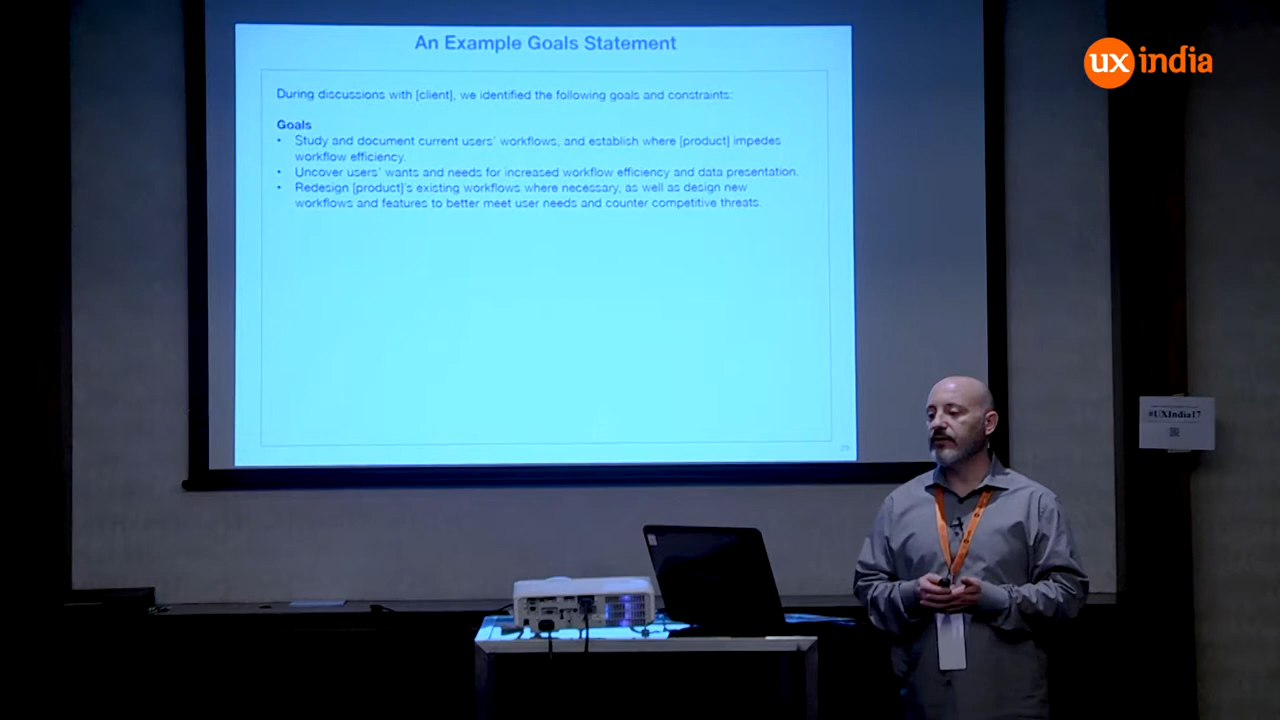 An Example Goals Statement
During discussions with [client], we identified the following goals and constraints:
Goals
• Study and document current users' workflows, and establish where [product] impedes
workflow efficiency.
• Uncover users' wants and needs for increased workflow efficiency and data presentation.
• Redesign [product]'s existing workflows where necessary, as well as design new
workflows and features to better meet user needs and counter competitive threats.
ux india
#UXIndia17